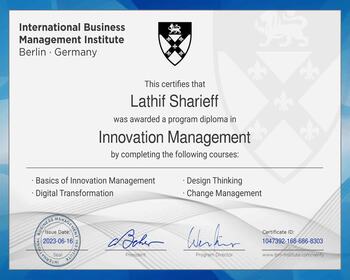 International Business
Management Institute
Berlin · Germany
This certifies that
Lathif Sharieff
was awarded a program diploma in
Innovation Management
by completing the following courses:
· Basics of Innovation Management
· Design Thinking
· Digital Transformation
· Change Management
Issue Date:
2023-06-16
Seal
President
Program Director
Certificate ID:
1047392-168-686-8303
www.ibm-institute.com/verify